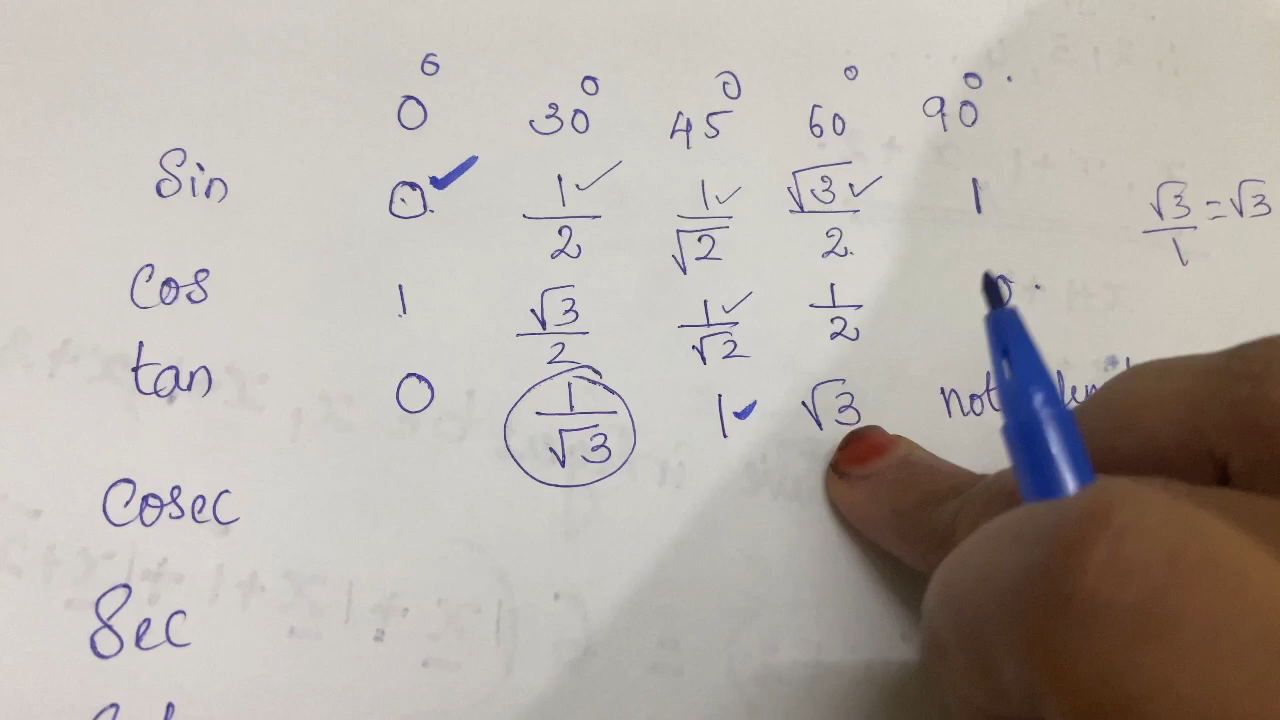 0° 30° 45° 60° 90°
Sin 0 1/2 1/√2 √3/2 1 √3/1 = √3
Cos 1 √3/2 1/√2 1/2 0
tan 0 1/√3 1 √3 not
Cosec
Sec